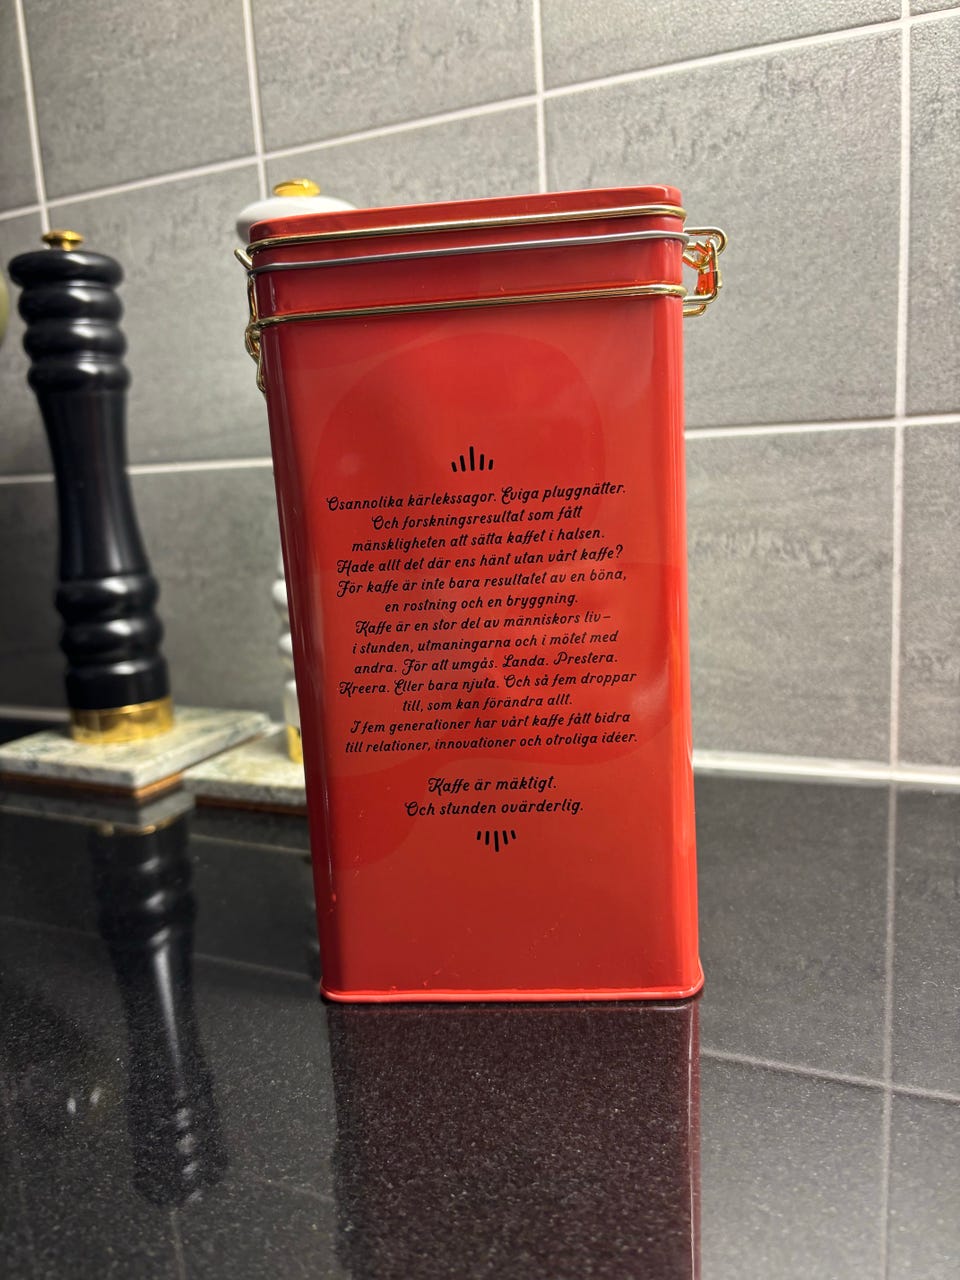 Osannolika kärlekssagor. Eviga pluggnätter.
Och forskningsresultat som fått
mänskligheten att sätta kaffet i halsen.
Hade allt det där ens hänt utan vårt kaffe?
För kaffe är inte bara resultatet av en böna,
en rostning och en bryggning.
Kaffe är en stor del av människors liv –
i stunden, utmaningarna och i mötet med
andra. För att umgås. Landa. Prestera.
Kreera. Eller bara njuta. Och så fem droppar
till, som kan förändra allt.
I fem generationer har vårt kaffe fått bidra
till relationer, innovationer och otroliga idéer.
Kaffe är mäktigt.
Och stunden ovärderlig.